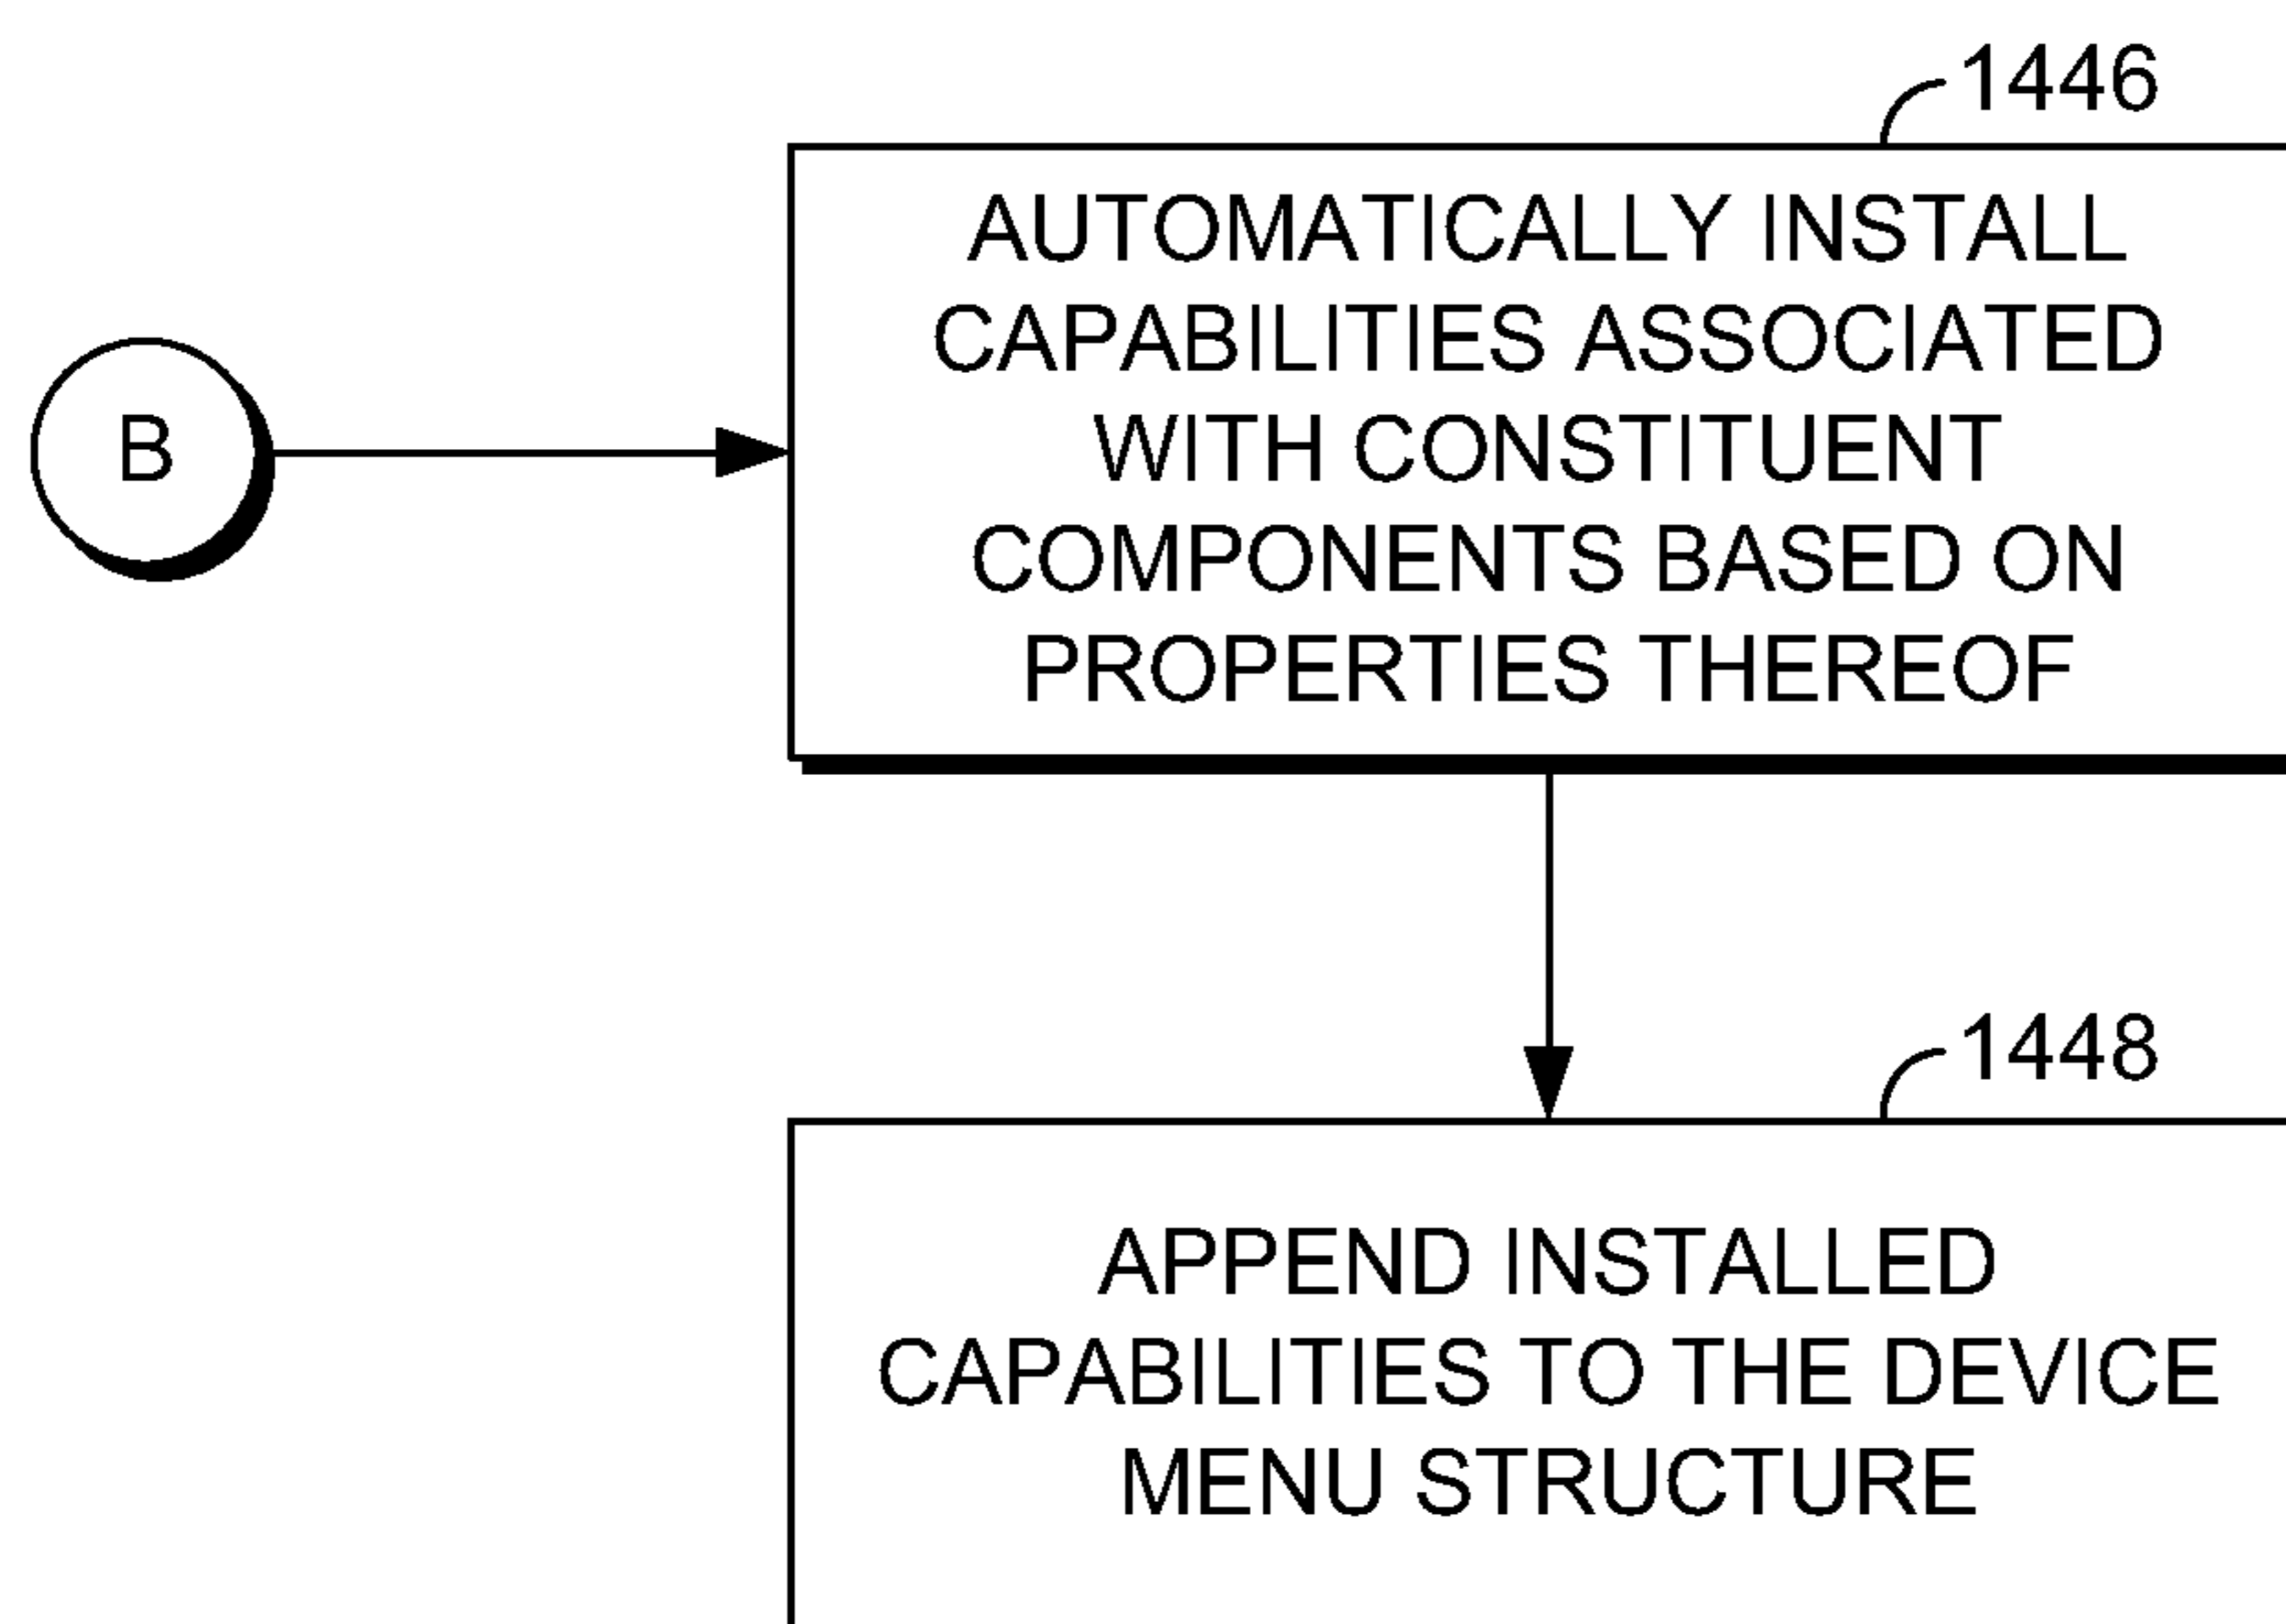 1446
AUTOMATICALLY INSTALL
CAPABILITIES ASSOCIATED
WITH CONSTITUENT
COMPONENTS BASED ON
PROPERTIES THEREOF
B
1448
APPEND INSTALLED
CAPABILITIES TO THE DEVICE
MENU STRUCTURE